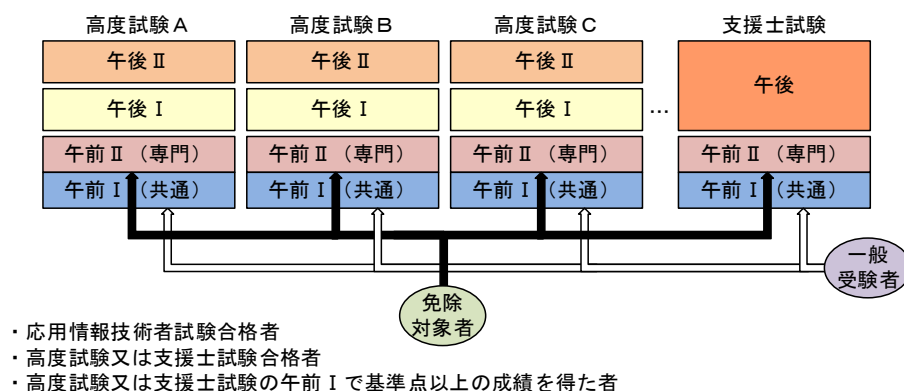 高度試験A 高度試験B 高度試験C 支援士試験
午後Ⅱ 午後Ⅱ 午後Ⅱ 午後
午後Ⅰ 午後Ⅰ 午後Ⅰ …
午前Ⅱ(専門) 午前Ⅱ(専門) 午前Ⅱ(専門) 午前Ⅱ(専門)
午前Ⅰ(共通) 午前Ⅰ(共通) 午前Ⅰ(共通) 午前Ⅰ(共通)
一般
受験者
免除
対象者
・応用情報技術者試験合格者
・高度試験又は支援士試験合格者
・高度試験又は支援士試験の午前Ⅰで基準点以上の成績を得た者